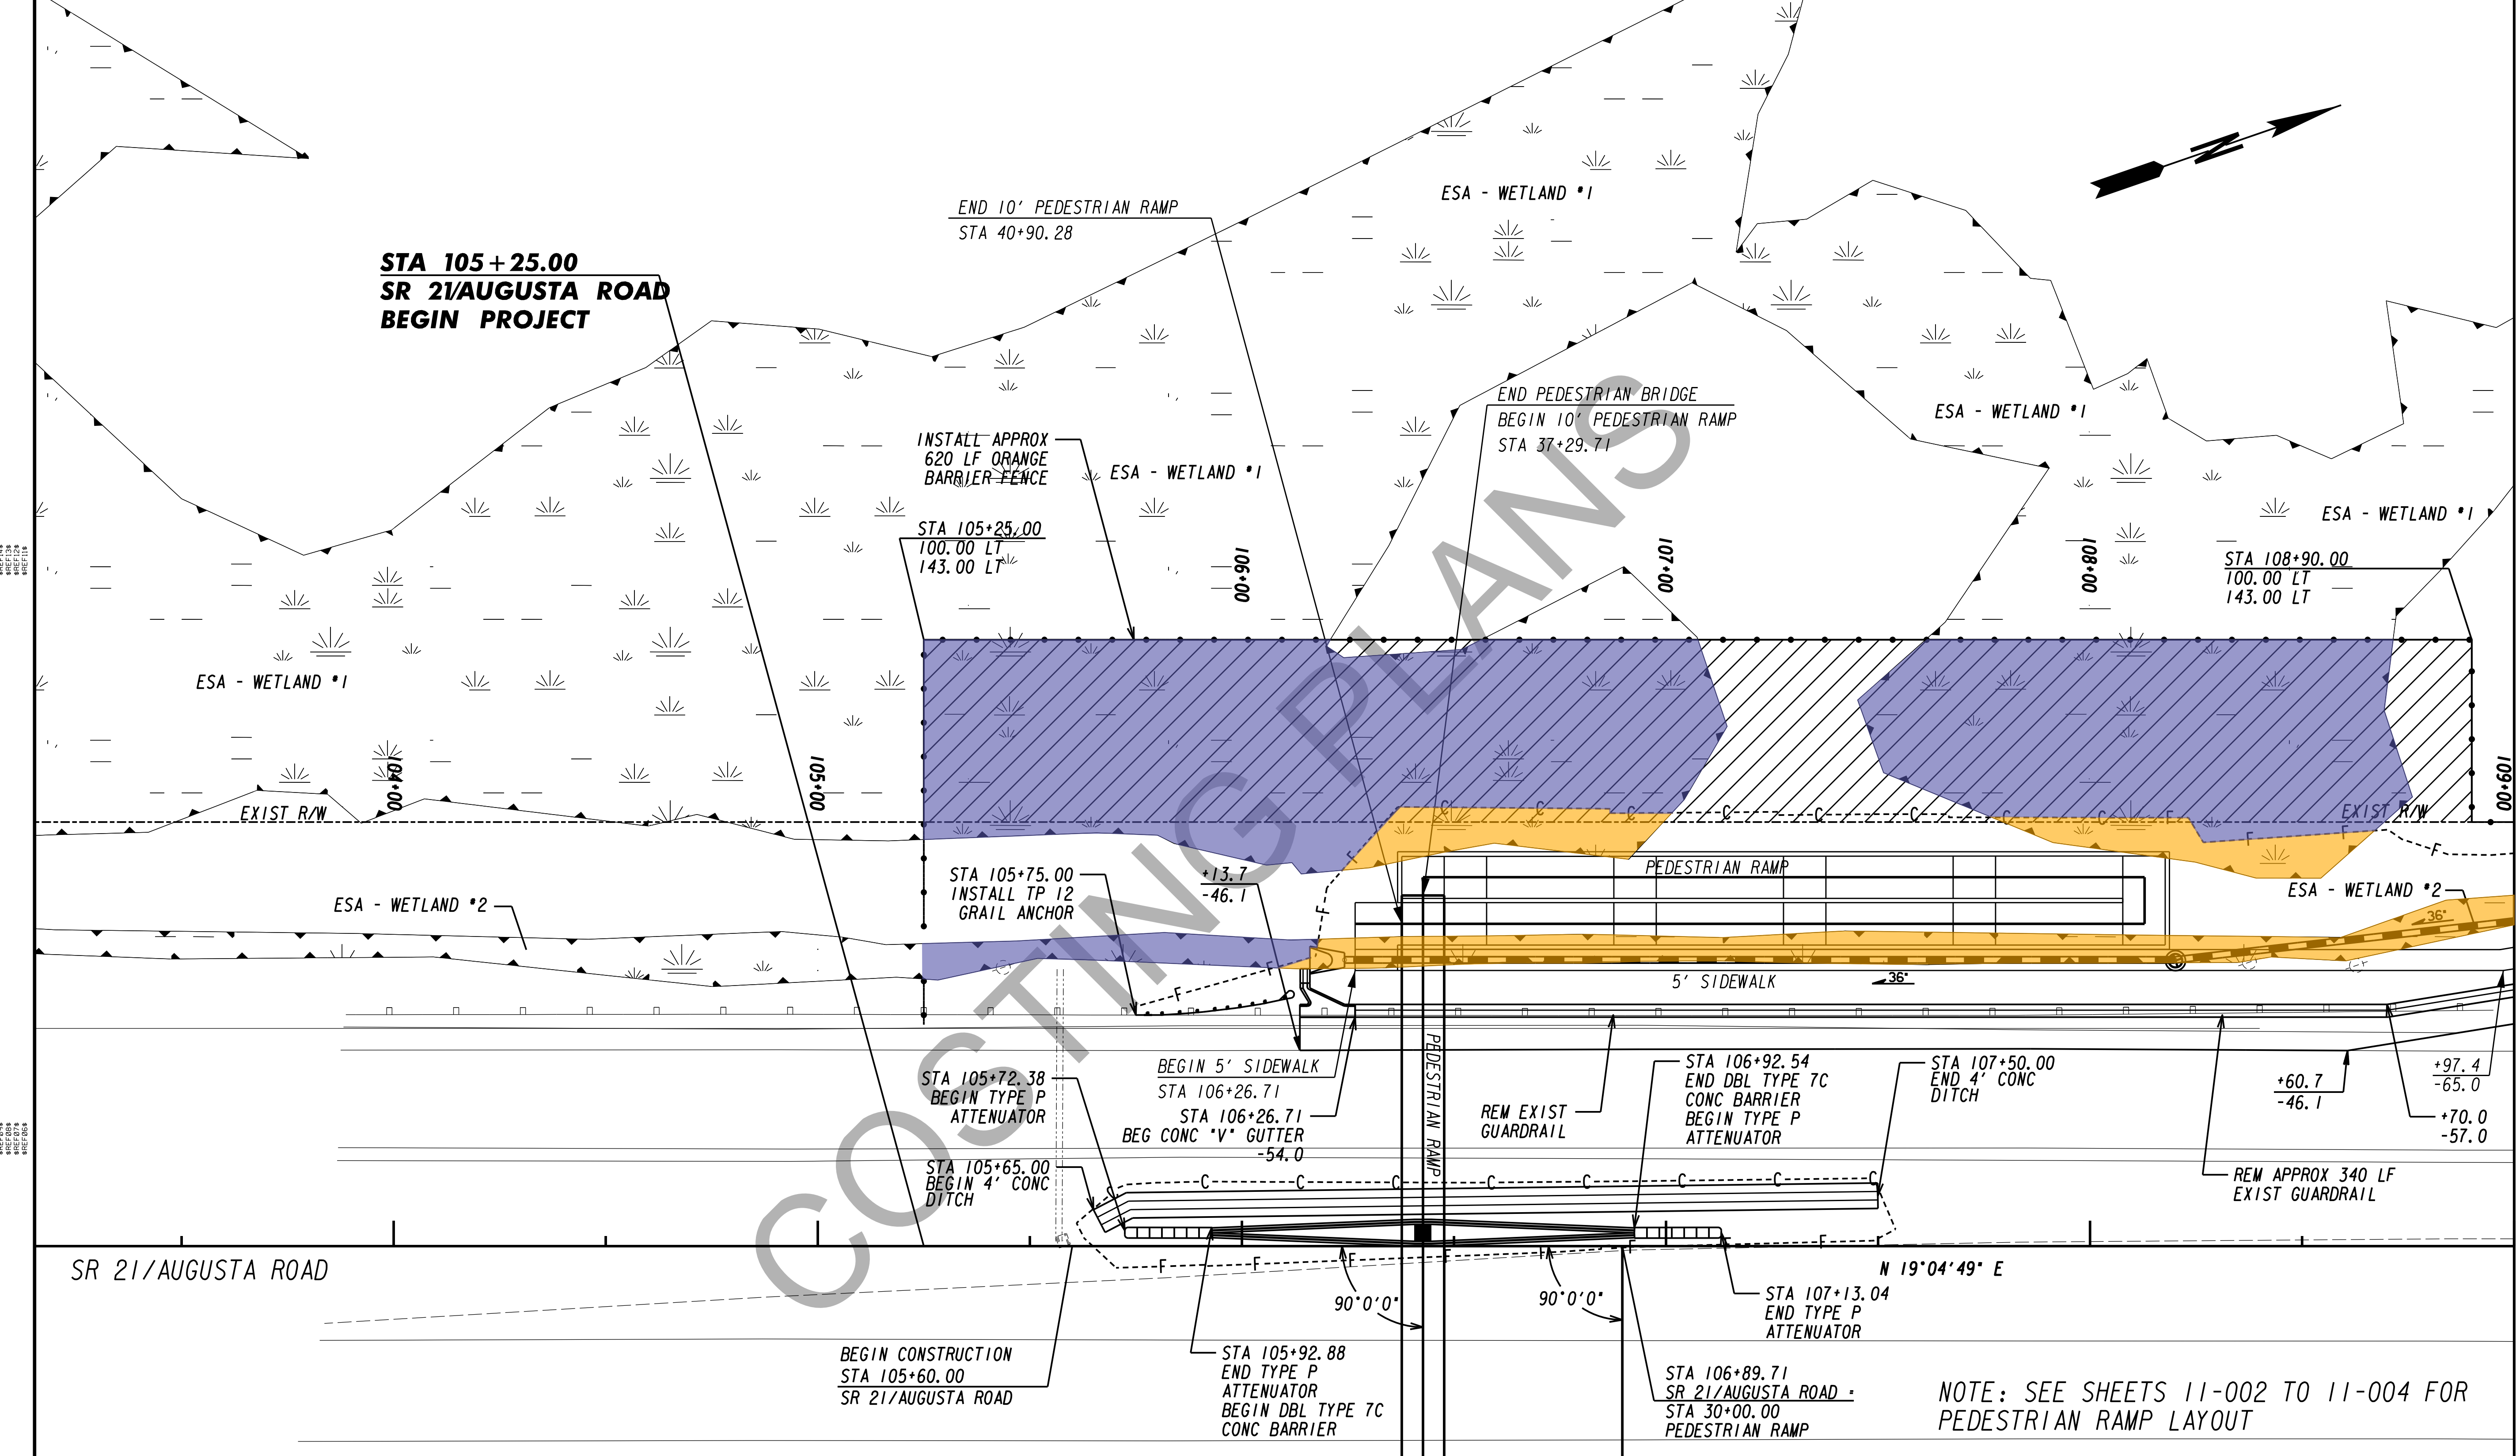 ESA - WETLAND #1
END 10' PEDESTRIAN RAMP
STA 40+90.28
STA 105+25.00
SR 21/AUGUSTA ROAD
BEGIN PROJECT
END PEDESTRIAN BRIDGE
BEGIN 10' PEDESTRIAN RAMP
STA 37+29.71
ESA - WETLAND #1
INSTALL APPROX
620 LF ORANGE
BARRIER FENCE
ESA - WETLAND #1
ESA - WETLAND #1
STA 105+25.00
100.00 LT
143.00 LT
106+00
107+00
108+00
STA 108+90.00
100.00 LT
143.00 LT
ESA - WETLAND #1
104+00
105+00
109+00
EXIST R/W
EXIST R/W
C C C C C C C C F
F F F
PEDESTRIAN RAMP
STA 105+75.00
INSTALL TP 12
GRAIL ANCHOR
+13.7
-46.1
ESA - WETLAND #2
ESA - WETLAND #2
36"
F
F F
5' SIDEWALK
36"
COSTING PLANS
BEGIN 5' SIDEWALK
STA 106+26.71
STA 106+26.71
BEG CONC "V" GUTTER
-54.0
STA 105+72.38
BEGIN TYPE P
ATTENUATOR
STA 105+65.00
BEGIN 4' CONC
DITCH
PEDESTRIAN RAMP
REM EXIST
GUARDRAIL
STA 106+92.54
END DBL TYPE 7C
CONC BARRIER
BEGIN TYPE P
ATTENUATOR
STA 107+50.00
END 4' CONC
DITCH
+60.7
-46.1
+97.4
-65.0
+70.0
-57.0
REM APPROX 340 LF
EXIST GUARDRAIL
C C C C C C C C
F F F F F F
SR 21/AUGUSTA ROAD
N 19°04'49" E
90°0'0"
90°0'0"
STA 107+13.04
END TYPE P
ATTENUATOR
BEGIN CONSTRUCTION
STA 105+60.00
SR 21/AUGUSTA ROAD
STA 105+92.88
END TYPE P
ATTENUATOR
BEGIN DBL TYPE 7C
CONC BARRIER
STA 106+89.71
SR 21/AUGUSTA ROAD =
STA 30+00.00
PEDESTRIAN RAMP
NOTE: SEE SHEETS 11-002 TO 11-004 FOR
PEDESTRIAN RAMP LAYOUT